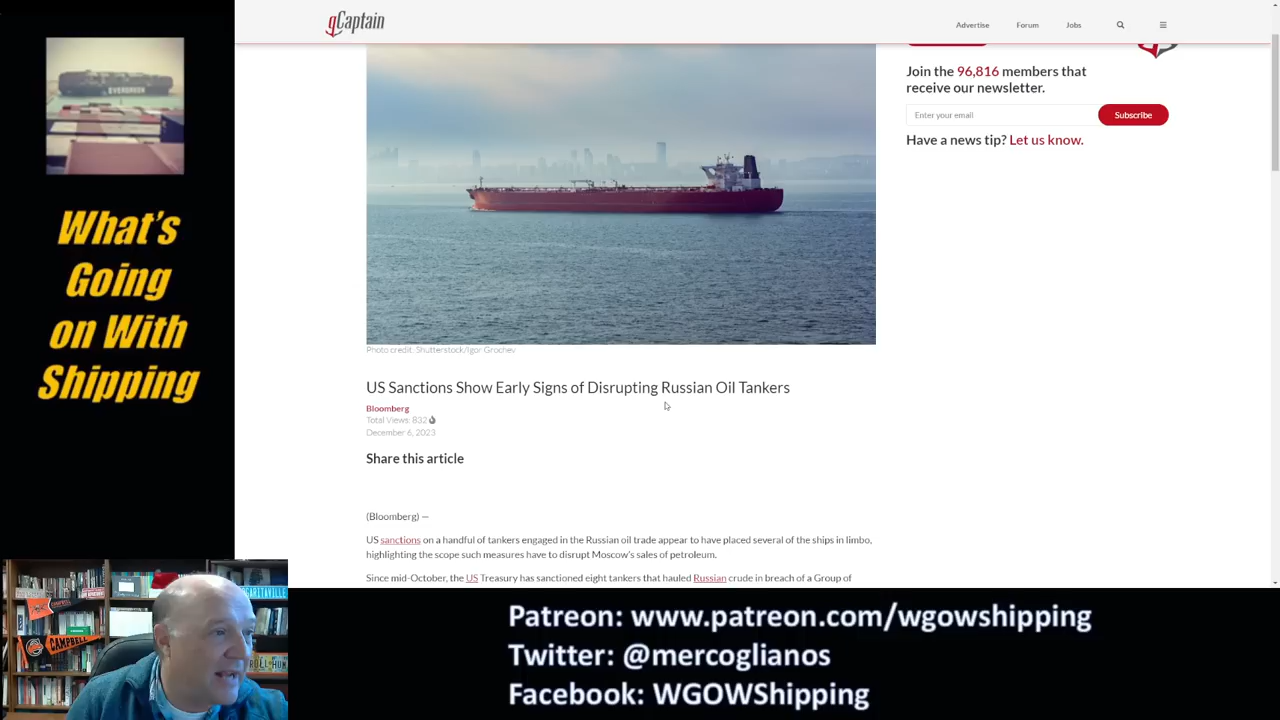 gCaptain
Advertise
Forum
Jobs
EVERGREEN
What's
Going
on With
Shipping
Join the 96,816 members that
receive our newsletter.
Enter your email
Subscribe
Have a news tip? Let us know.
Photo credit: Shutterstock/Igor Grochev
US Sanctions Show Early Signs of Disrupting Russian Oil Tankers
Bloomberg
Total Views: 832
December 6, 2023
Share this article
(Bloomberg) —
US sanctions on a handful of tankers engaged in the Russian oil trade appear to have placed several of the ships in limbo,
highlighting the scope such measures have to disrupt Moscow's sales of petroleum.
Since mid-October, the US Treasury has sanctioned eight tankers that hauled Russian crude in breach of a Group of
CAMPBELL
Patreon: www.patreon.com/wgowshipping
Twitter: @mercoglianos
Facebook: WGOWShipping